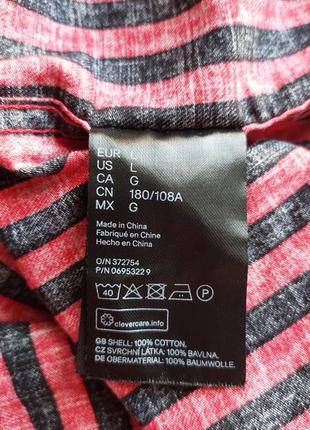 EUR L
US L
CA G
CN 180/108A
MX G
Made in China
Fabriqué en Chine
Hecho en China
O/N 372754
P/N 06953229
40
P
clevercare.info
GB SHELL: 100% COTTON.
CZ SVRCHNÍ LÁTKA: 100% BAVLNA.
DE OBERMATERIAL: 100% BAUMWOLLE.